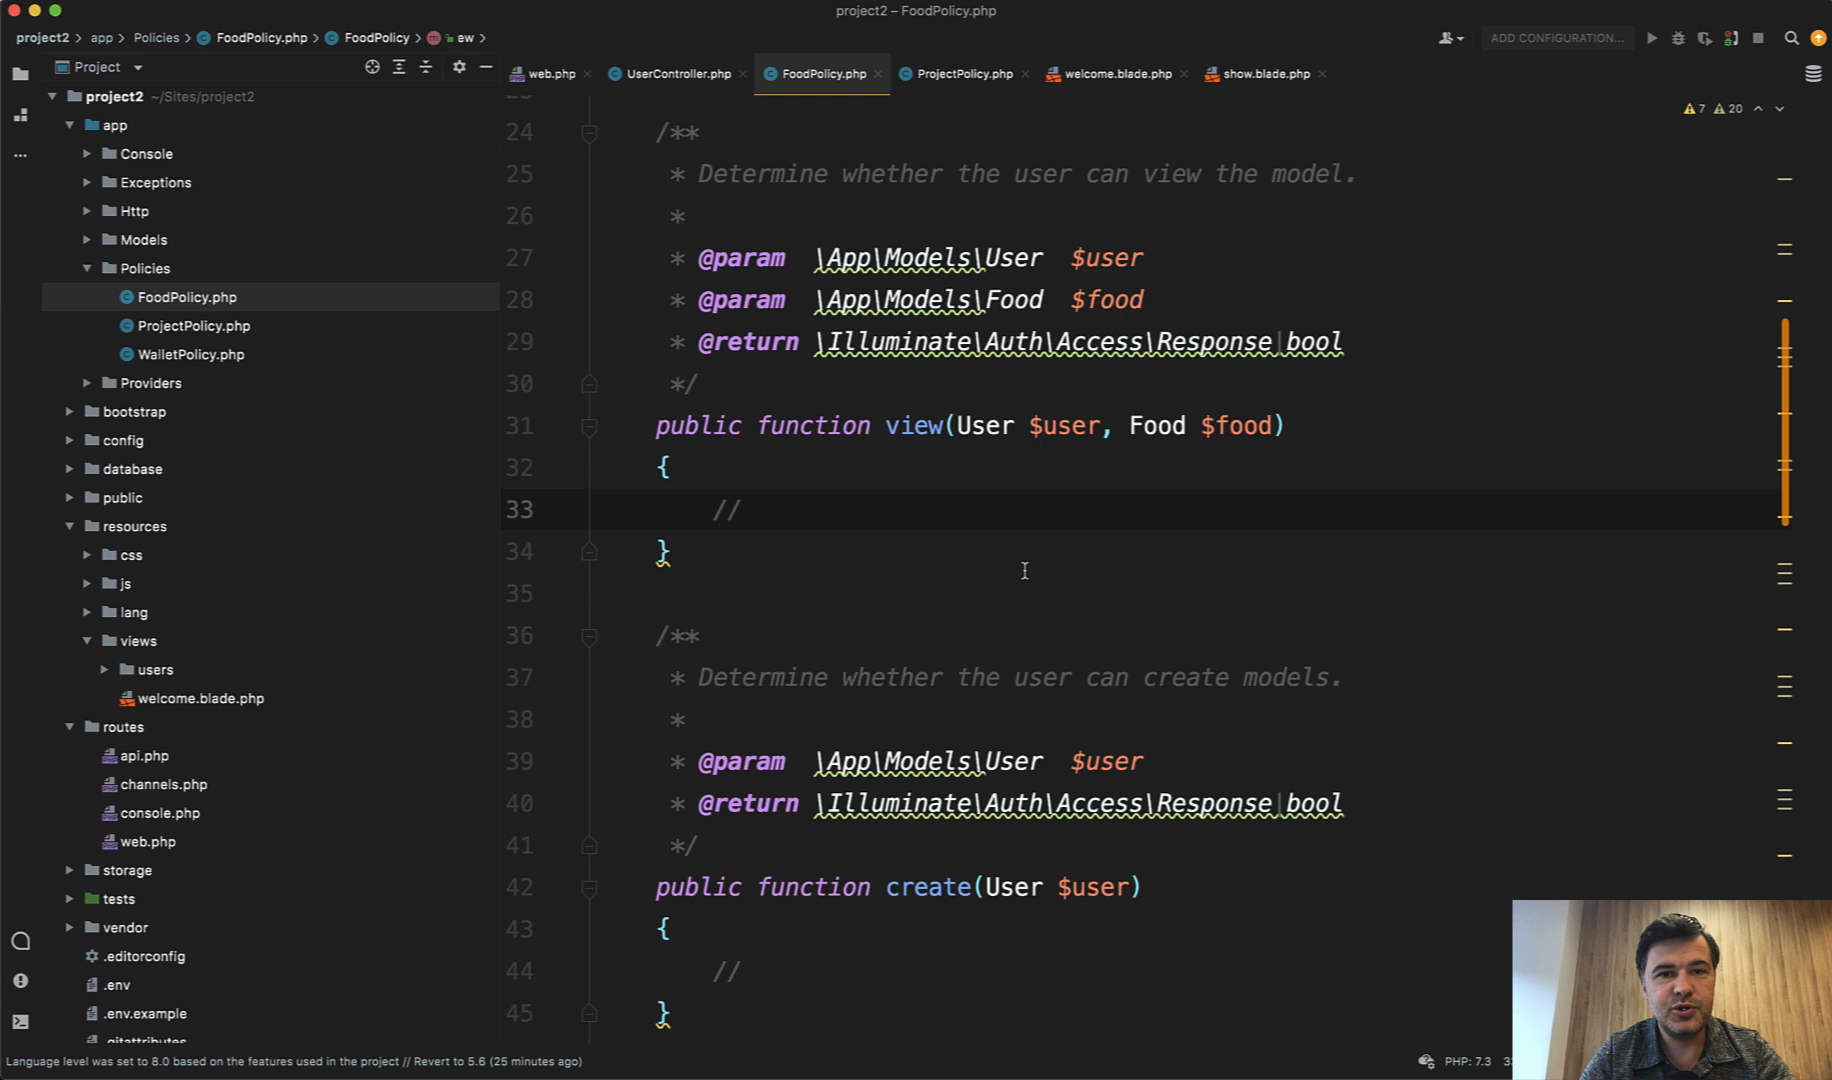 project2 – FoodPolicy.php
project2 > app > Policies > FoodPolicy.php > FoodPolicy > ew >
ADD CONFIGURATION...
Project
web.php
UserController.php
FoodPolicy.php
ProjectPolicy.php
welcome.blade.php
show.blade.php
project2 ~/Sites/project2
app
Console
Exceptions
Http
Models
Policies
FoodPolicy.php
ProjectPolicy.php
WalletPolicy.php
Providers
bootstrap
config
database
public
resources
css
js
lang
views
users
welcome.blade.php
routes
api.php
channels.php
console.php
web.php
storage
tests
vendor
.editorconfig
.env
.env.example
.gitattributes
7 20
24 /**
25 * Determine whether the user can view the model.
26 *
27 * @param \App\Models\User $user
28 * @param \App\Models\Food $food
29 * @return \Illuminate\Auth\Access\Response|bool
30 */
31 public function view(User $user, Food $food)
32 {
33 //
34 }
35
36 /**
37 * Determine whether the user can create models.
38 *
39 * @param \App\Models\User $user
40 * @return \Illuminate\Auth\Access\Response|bool
41 */
42 public function create(User $user)
43 {
44 //
45 }
Language level was set to 8.0 based on the features used in the project // Revert to 5.6 (25 minutes ago)
PHP: 7.3